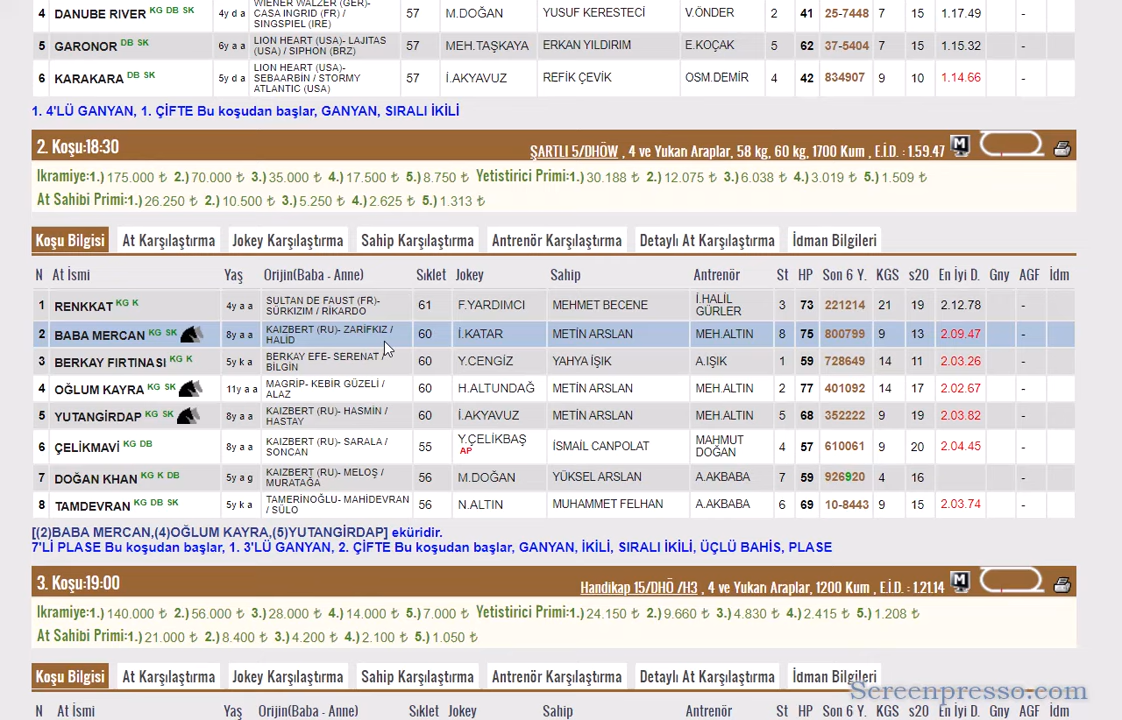 WIENER WALZER (GER)-
4 DANUBE RIVER KG DB SK 4y d a CASA INGRID (FR) / 57 M.DOĞAN YUSUF KERESTECİ V.ÖNDER 2 41 25-7448 7 15 1.17.49 -
SINGSPIEL (IRE)
5 GARONOR DB SK 6y a a LION HEART (USA)- LAJITAS 57 MEH.TAŞKAYA ERKAN YILDIRIM E.KOÇAK 5 62 37-5404 7 15 1.15.32 -
(USA) / SIPHON (BRZ)
LION HEART (USA)-
6 KARAKARA DB SK 5y d a SEBAARBİN / STORMY 57 İ.AKYAVUZ REFİK ÇEVİK OSM.DEMİR 4 42 834907 9 10 1.14.66 -
ATLANTIC (USA)
1. 4'LÜ GANYAN, 1. ÇİFTE Bu koşudan başlar, GANYAN, SIRALI İKİLİ
2. Koşu:18:30 ŞARTLI 5/DHÖW , 4 ve Yukarı Araplar, 58 kg, 60 kg, 1700 Kum , E.İ.D. : 1.59.47 M
Ikramiye:1.) 175.000 ₺ 2.) 70.000 ₺ 3.) 35.000 ₺ 4.) 17.500 ₺ 5.) 8.750 ₺ Yetistirici Primi:1.) 30.188 ₺ 2.) 12.075 ₺ 3.) 6.038 ₺ 4.) 3.019 ₺ 5.) 1.509 ₺
At Sahibi Primi:1.) 26.250 ₺ 2.) 10.500 ₺ 3.) 5.250 ₺ 4.) 2.625 ₺ 5.) 1.313 ₺
Koşu Bilgisi At Karşılaştırma Jokey Karşılaştırma Sahip Karşılaştırma Antrenör Karşılaştırma Detaylı At Karşılaştırma İdman Bilgileri
N At İsmi Yaş Orijin(Baba - Anne) Sıklet Jokey Sahip Antrenör St HP Son 6 Y. KGS s20 En İyi D. Gny AGF İdm
1 RENKKAT KG K 4y a a SULTAN DE FAUST (FR)- 61 F.YARDIMCI MEHMET BECENE İ.HALİL 3 73 221214 21 19 2.12.78 -
SÜRKIZIM / RIKARDO GÜRLER
2 BABA MERCAN KG SK 8y a a KAIZBERT (RU)- ZARİFKIZ / 60 İ.KATAR METİN ARSLAN MEH.ALTIN 8 75 800799 9 13 2.09.47 -
HALİD
3 BERKAY FIRTINASI KG K 5y k a BERKAY EFE- SERENAT / 60 Y.CENGİZ YAHYA IŞIK A.IŞIK 1 59 728649 14 11 2.03.26 -
BİLGİN
4 OĞLUM KAYRA KG SK 11y a a MAGRİP- KEBİR GÜZELİ / 60 H.ALTUNDAĞ METİN ARSLAN MEH.ALTIN 2 77 401092 14 17 2.02.67 -
ALAZ
5 YUTANGİRDAP KG SK 8y a a KAIZBERT (RU)- HASMİN / 60 İ.AKYAVUZ METİN ARSLAN MEH.ALTIN 5 68 352222 9 19 2.03.82 -
HASTAY
6 ÇELİKMAVİ KG DB 8y a a KAIZBERT (RU)- SARALA / 55 Y.ÇELİKBAŞ AP İSMAİL CANPOLAT MAHMUT 4 57 610061 9 20 2.04.45 -
SONCAN DOĞAN
7 DOĞAN KHAN KG K DB 5y a g KAIZBERT (RU)- MELOŞ / 56 M.DOĞAN YÜKSEL ARSLAN A.AKBABA 7 59 926920 4 16 -
MURATAĞA
8 TAMDEVRAN KG DB SK 5y k a TAMERİNOĞLU- MAHİDEVRAN 56 N.ALTIN MUHAMMET FELHAN A.AKBABA 6 69 10-8443 9 15 2.03.74 -
/ SÜLO
[(2)BABA MERCAN,(4)OĞLUM KAYRA,(5)YUTANGİRDAP] eküridir.
7'Lİ PLASE Bu koşudan başlar, 1. 3'LÜ GANYAN, 2. ÇİFTE Bu koşudan başlar, GANYAN, İKİLİ, SIRALI İKİLİ, ÜÇLÜ BAHİS, PLASE
3. Koşu:19:00 Handikap 15/DHÖ /H3 , 4 ve Yukarı Araplar, 1200 Kum , E.İ.D. : 1.21.14 M
Ikramiye:1.) 140.000 ₺ 2.) 56.000 ₺ 3.) 28.000 ₺ 4.) 14.000 ₺ 5.) 7.000 ₺ Yetistirici Primi:1.) 24.150 ₺ 2.) 9.660 ₺ 3.) 4.830 ₺ 4.) 2.415 ₺ 5.) 1.208 ₺
At Sahibi Primi:1.) 21.000 ₺ 2.) 8.400 ₺ 3.) 4.200 ₺ 4.) 2.100 ₺ 5.) 1.050 ₺
Koşu Bilgisi At Karşılaştırma Jokey Karşılaştırma Sahip Karşılaştırma Antrenör Karşılaştırma Detaylı At Karşılaştırma İdman Bilgileri
Screenpresso.com
N At İsmi Yaş Orijin(Baba - Anne) Sıklet Jokey Sahip Antrenör St HP Son 6 Y. KGS s20 En İyi D. Gny AGF İdm